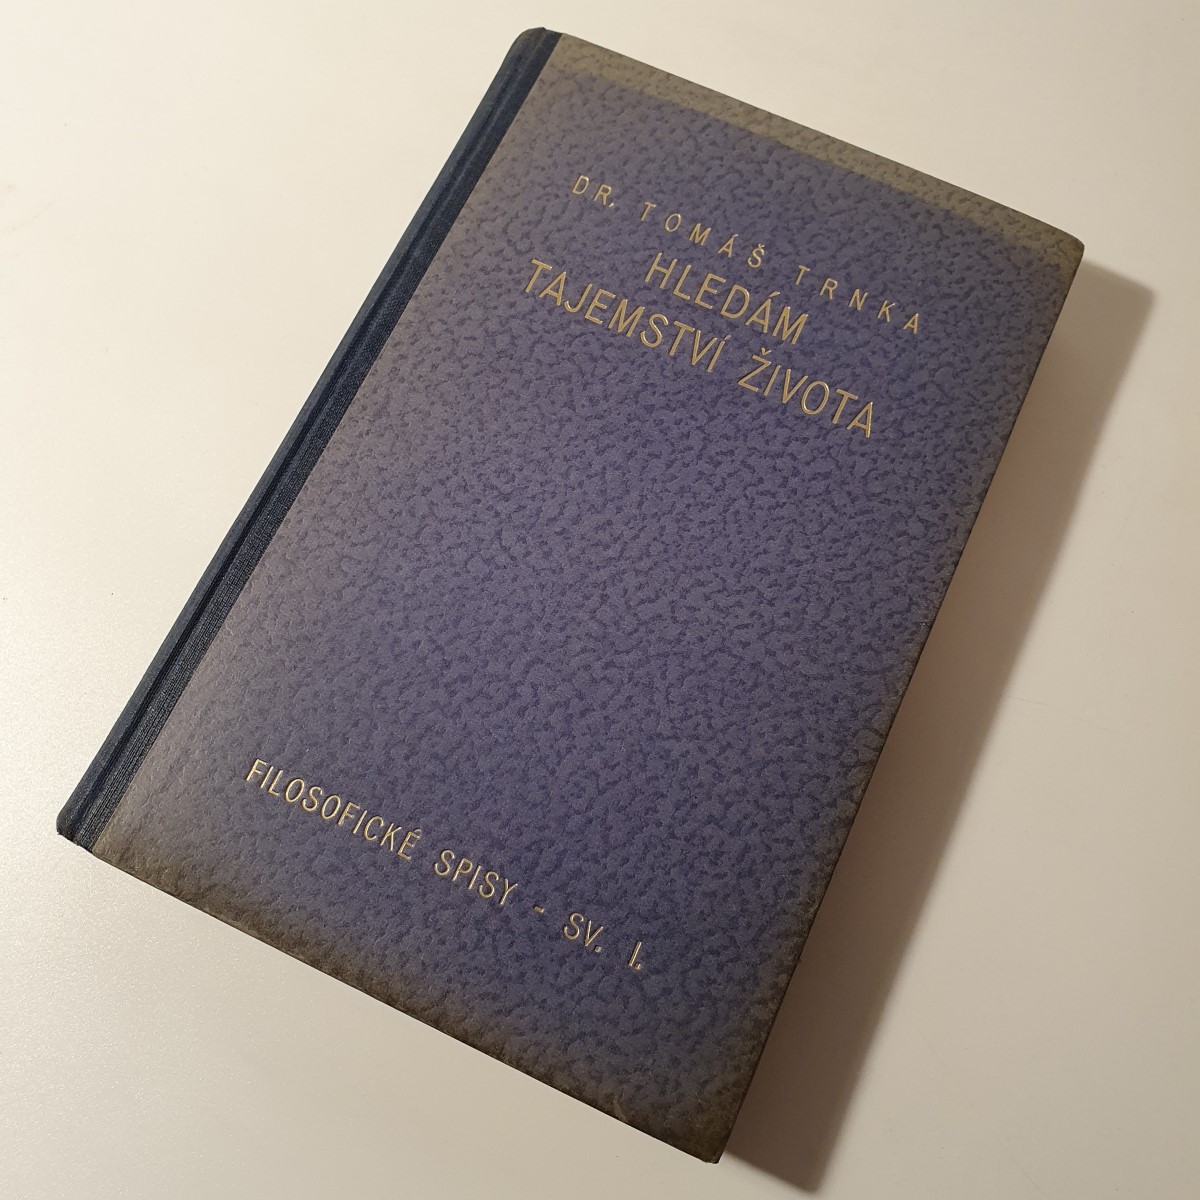 DR. TOMÁŠ TRNKA
HLEDÁM
TAJEMSTVÍ ŽIVOTA
FILOSOFICKÉ SPISY - SV. I.